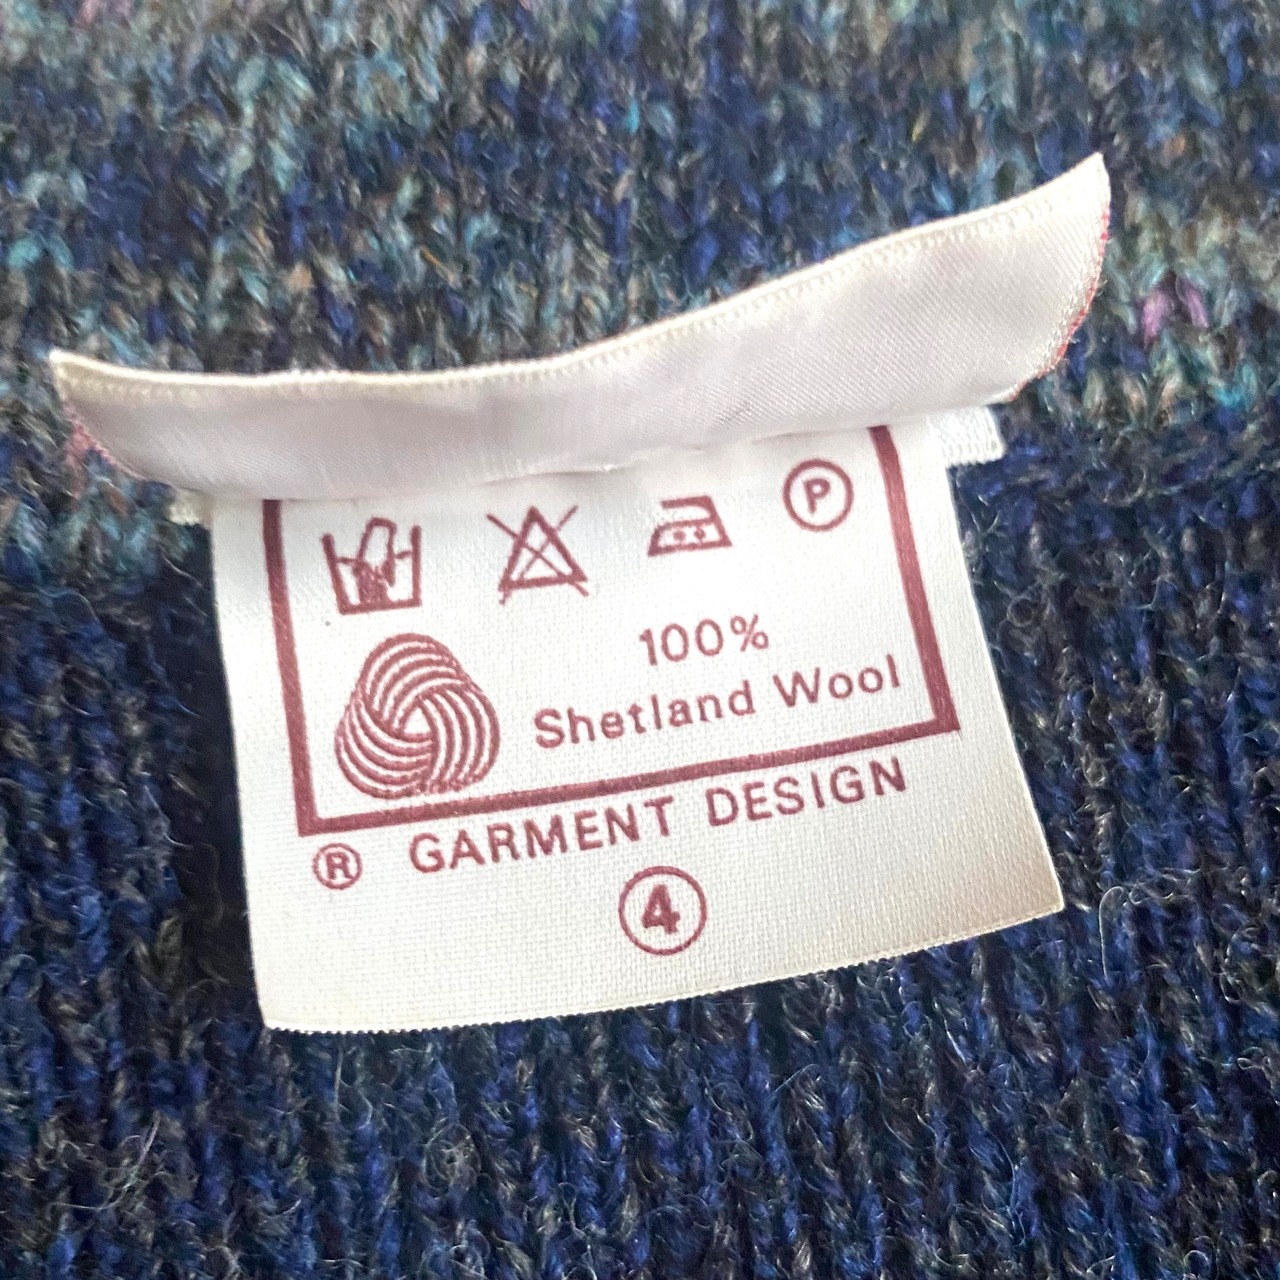 P
100%
Shetland Wool
® GARMENT DESIGN
4